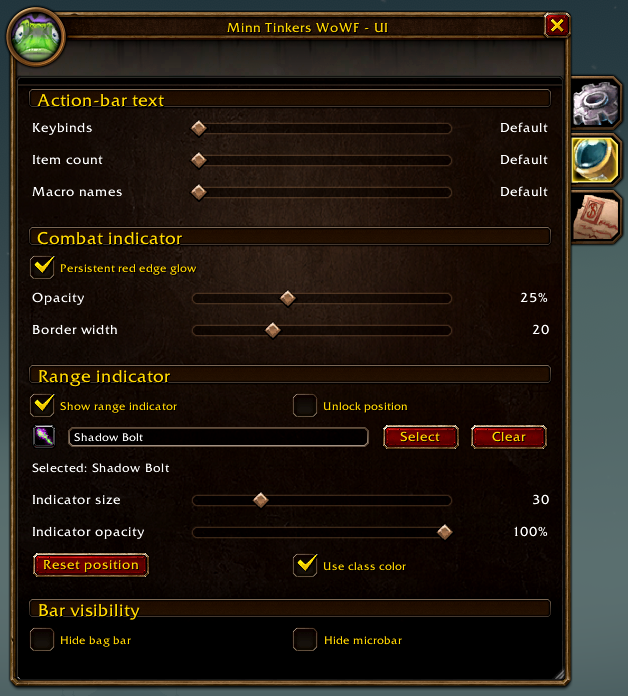 Minn Tinkers WoWF - UI
Action-bar text
Keybinds Default
Item count Default
Macro names Default
Combat indicator
Persistent red edge glow
Opacity 25%
Border width 20
Range indicator
Show range indicator Unlock position
Shadow Bolt Select Clear
Selected: Shadow Bolt
Indicator size 30
Indicator opacity 100%
Reset position Use class color
Bar visibility
Hide bag bar Hide microbar